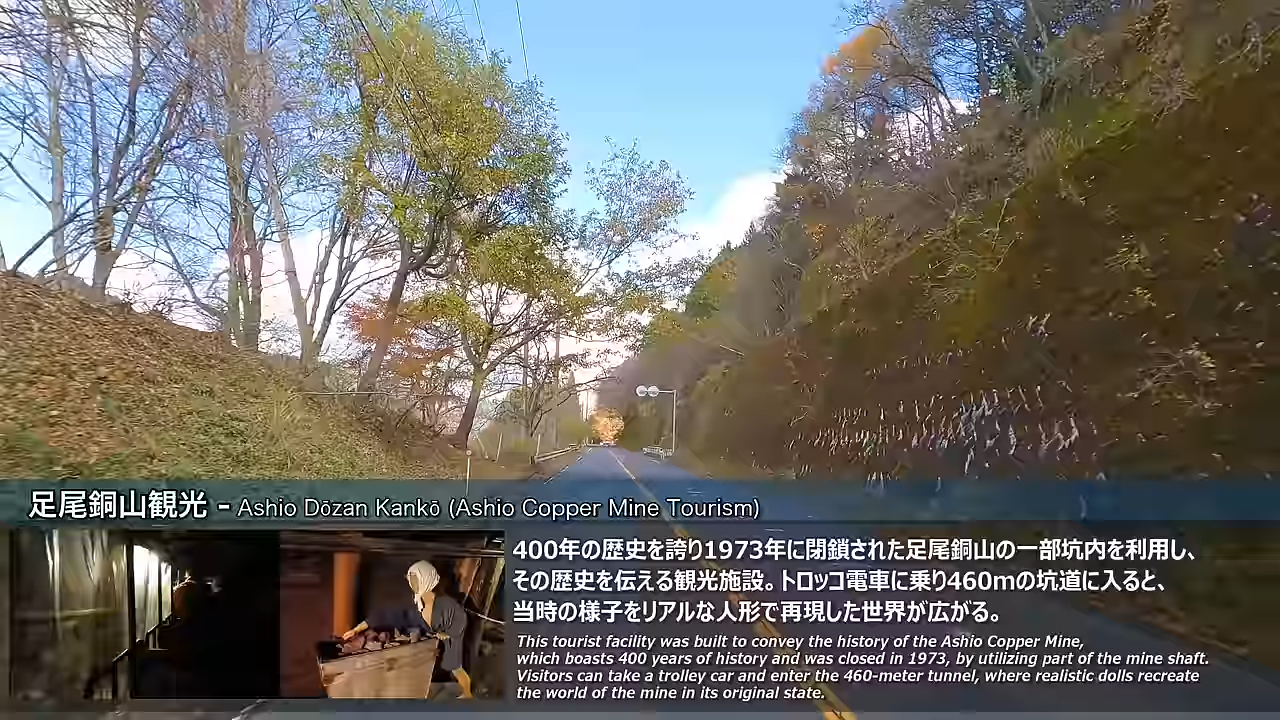 足尾銅山観光 - Ashio Dōzan Kankō (Ashio Copper Mine Tourism)
400年の歴史を誇り1973年に閉鎖された足尾銅山の一部坑内を利用し、
その歴史を伝える観光施設。トロッコ電車に乗り460mの坑道に入ると、
当時の様子をリアルな人形で再現した世界が広がる。
This tourist facility was built to convey the history of the Ashio Copper Mine,
which boasts 400 years of history and was closed in 1973, by utilizing part of the mine shaft.
Visitors can take a trolley car and enter the 460-meter tunnel, where realistic dolls recreate
the world of the mine in its original state.